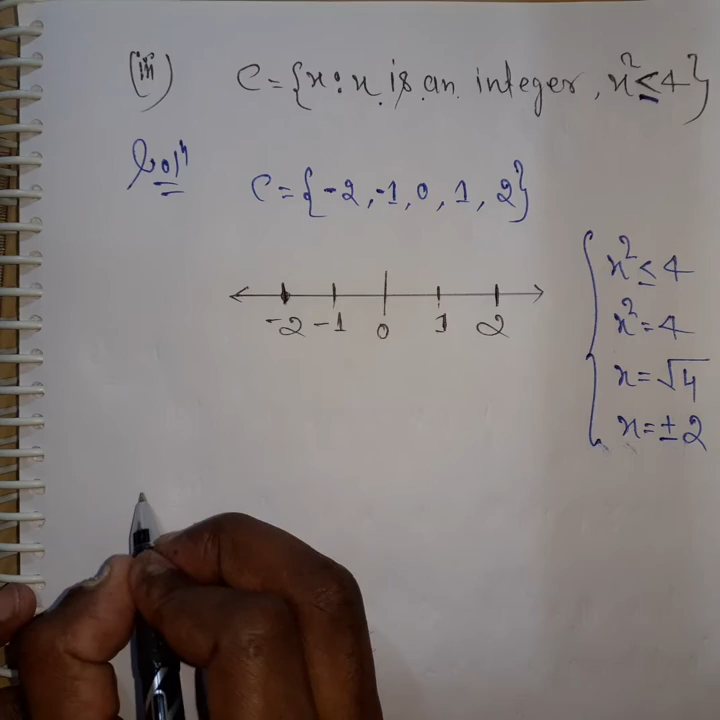 (iii) C = {x : x is an integer, x² ≤ 4}
Solⁿ C = {-2, -1, 0, 1, 2}
-2 -1 0 1 2
x² ≤ 4
x² = 4
x = √4
x = ± 2